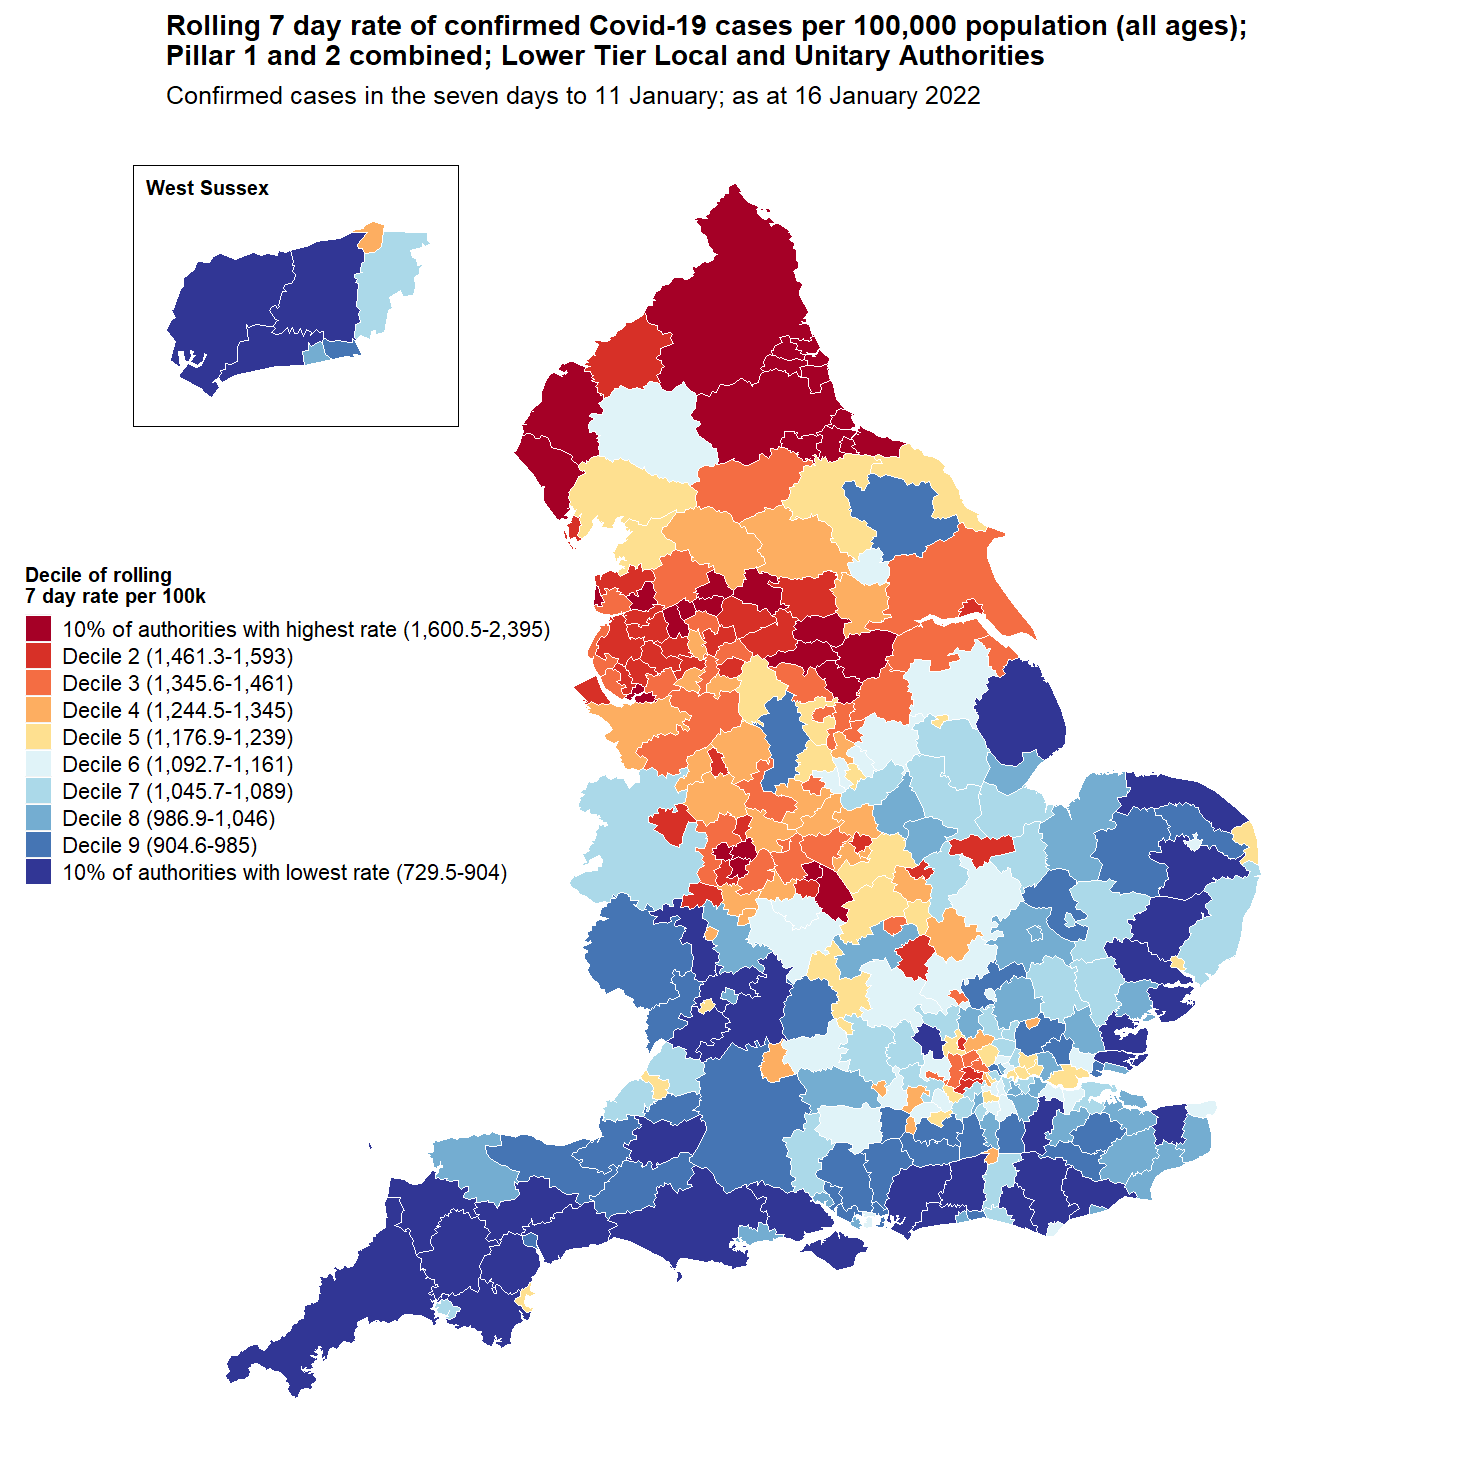 Rolling 7 day rate of confirmed Covid-19 cases per 100,000 population (all ages);
Pillar 1 and 2 combined; Lower Tier Local and Unitary Authorities
Confirmed cases in the seven days to 11 January; as at 16 January 2022
West Sussex
Decile of rolling
7 day rate per 100k
10% of authorities with highest rate (1,600.5-2,395)
Decile 2 (1,461.3-1,593)
Decile 3 (1,345.6-1,461)
Decile 4 (1,244.5-1,345)
Decile 5 (1,176.9-1,239)
Decile 6 (1,092.7-1,161)
Decile 7 (1,045.7-1,089)
Decile 8 (986.9-1,046)
Decile 9 (904.6-985)
10% of authorities with lowest rate (729.5-904)